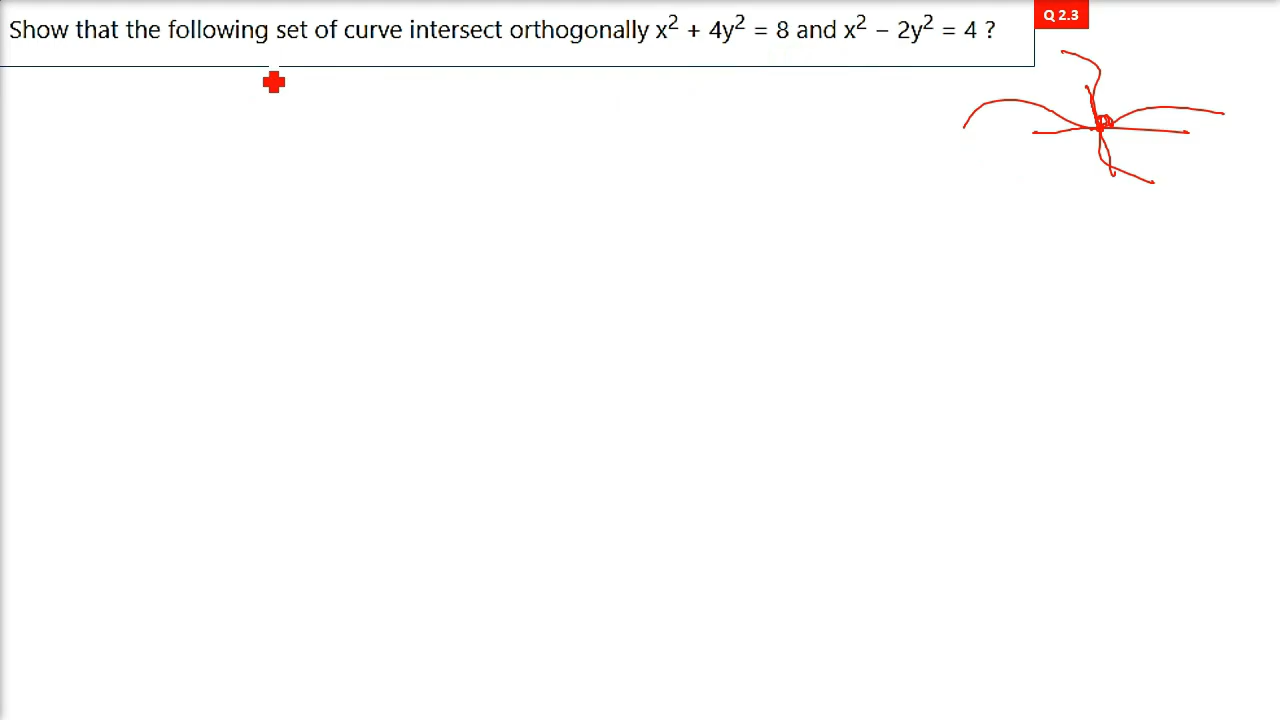 Show that the following set of curve intersect orthogonally x² + 4y² = 8 and x² − 2y² = 4 ?
Q 2.3